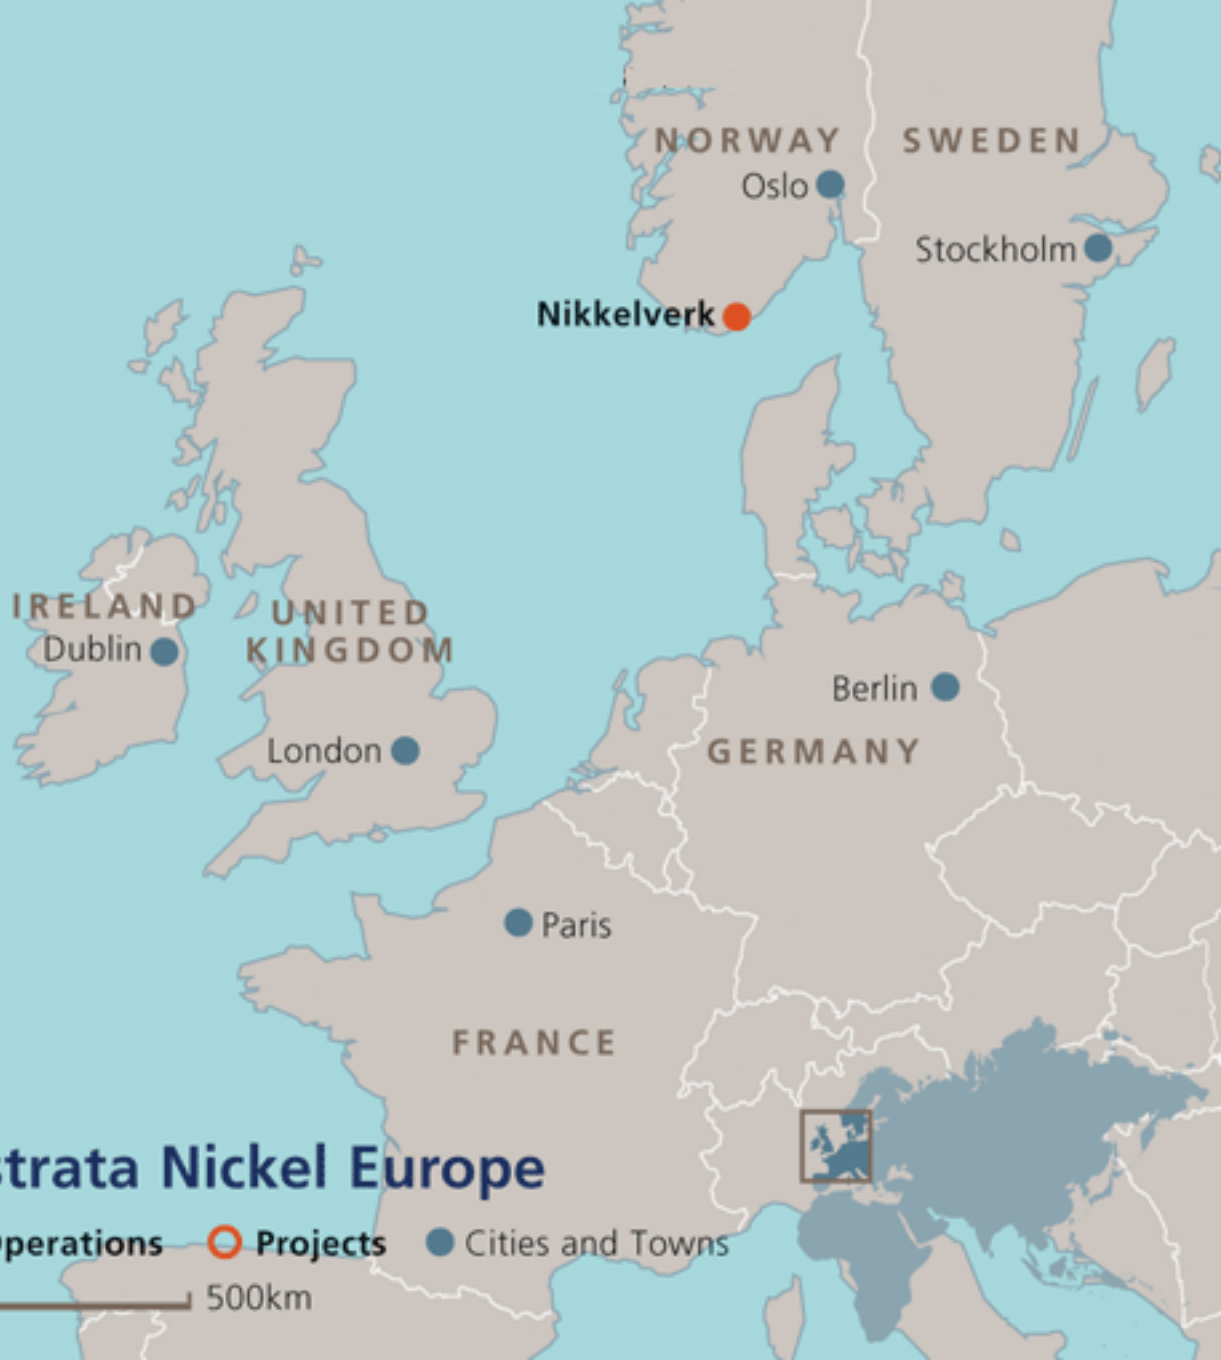 NORWAY
SWEDEN
Oslo
Stockholm
Nikkelverk
IRELAND
UNITED
KINGDOM
Dublin
Berlin
London
GERMANY
Paris
FRANCE
strata Nickel Europe
perations
Projects
Cities and Towns
500km